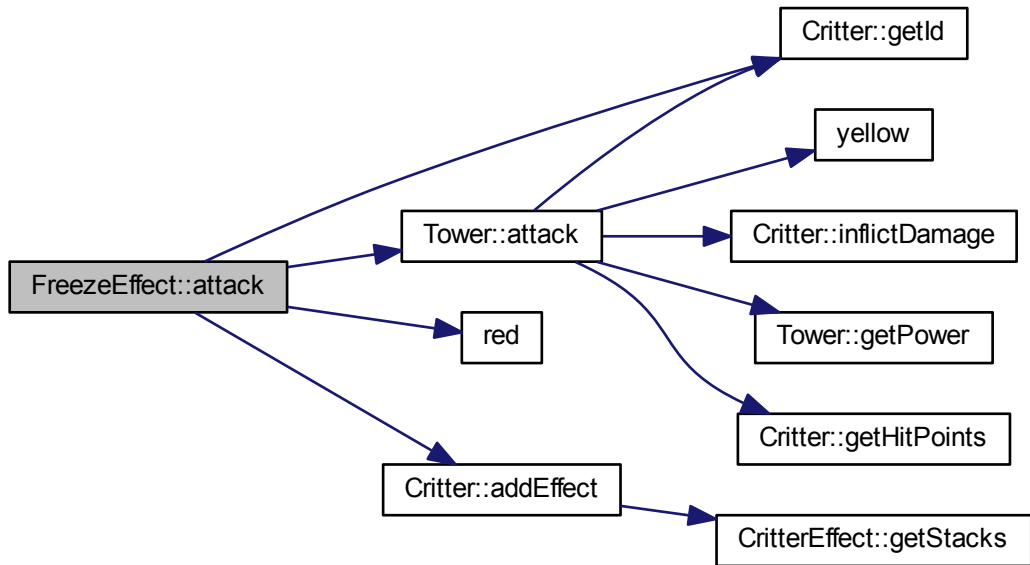 Critter::getId
yellow
Tower::attack
Critter::inflictDamage
FreezeEffect::attack
red
Tower::getPower
Critter::getHitPoints
Critter::addEffect
CritterEffect::getStacks